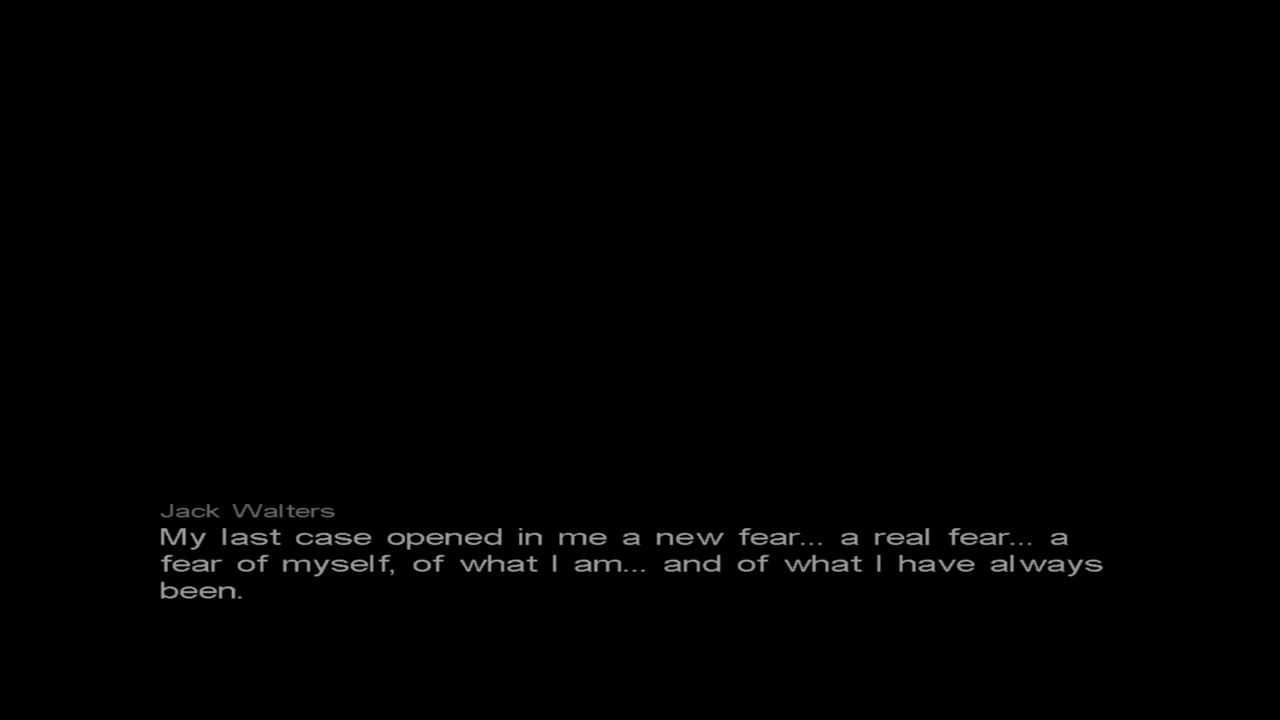 Jack Walters
My last case opened in me a new fear... a real fear... a
fear of myself, of what I am... and of what I have always
been.